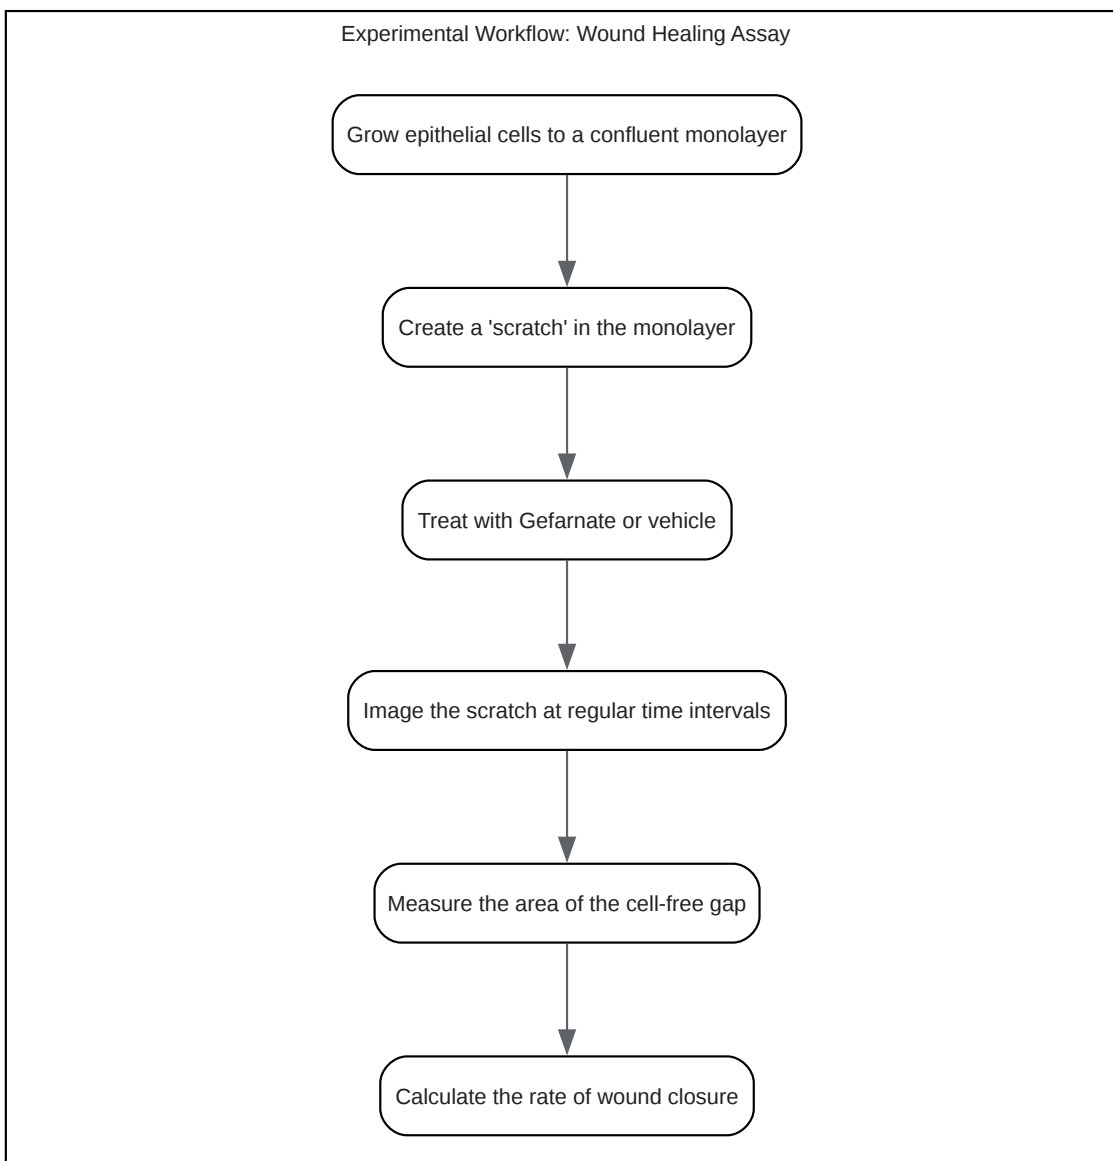 Experimental Workflow: Wound Healing Assay
Grow epithelial cells to a confluent monolayer
Create a 'scratch' in the monolayer
Treat with Gefarnate or vehicle
Image the scratch at regular time intervals
Measure the area of the cell-free gap
Calculate the rate of wound closure